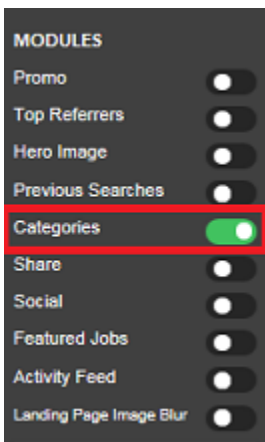 MODULES
Promo
Top Referrers
Hero Image
Previous Searches
Categories
Share
Social
Featured Jobs
Activity Feed
Landing Page Image Blur